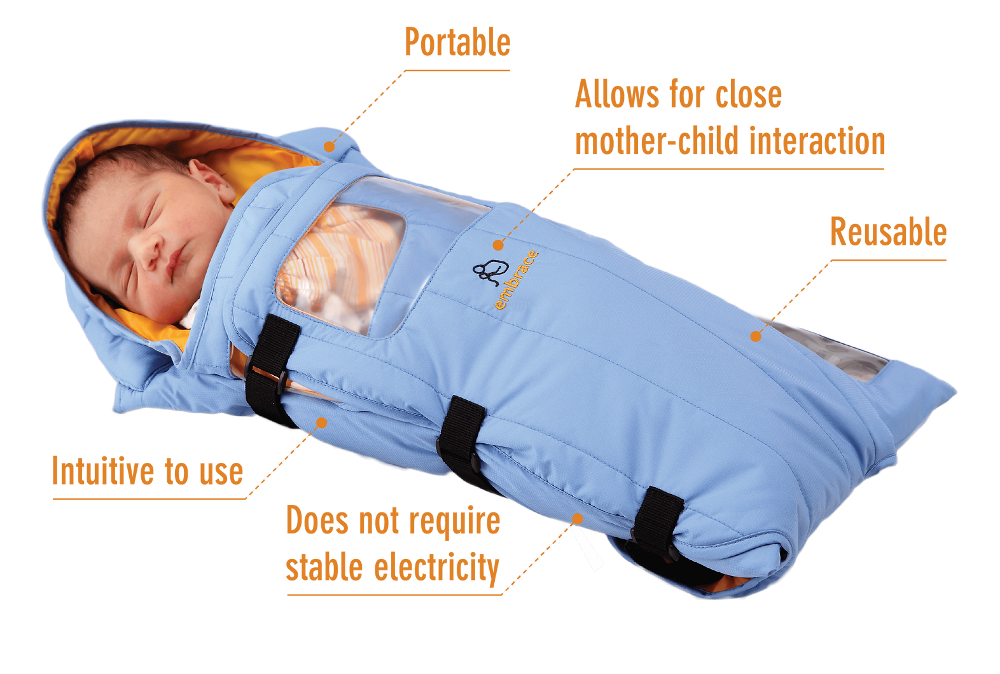 Portable
Allows for close
mother-child interaction
Reusable
embrace
Intuitive to use
Does not require
stable electricity